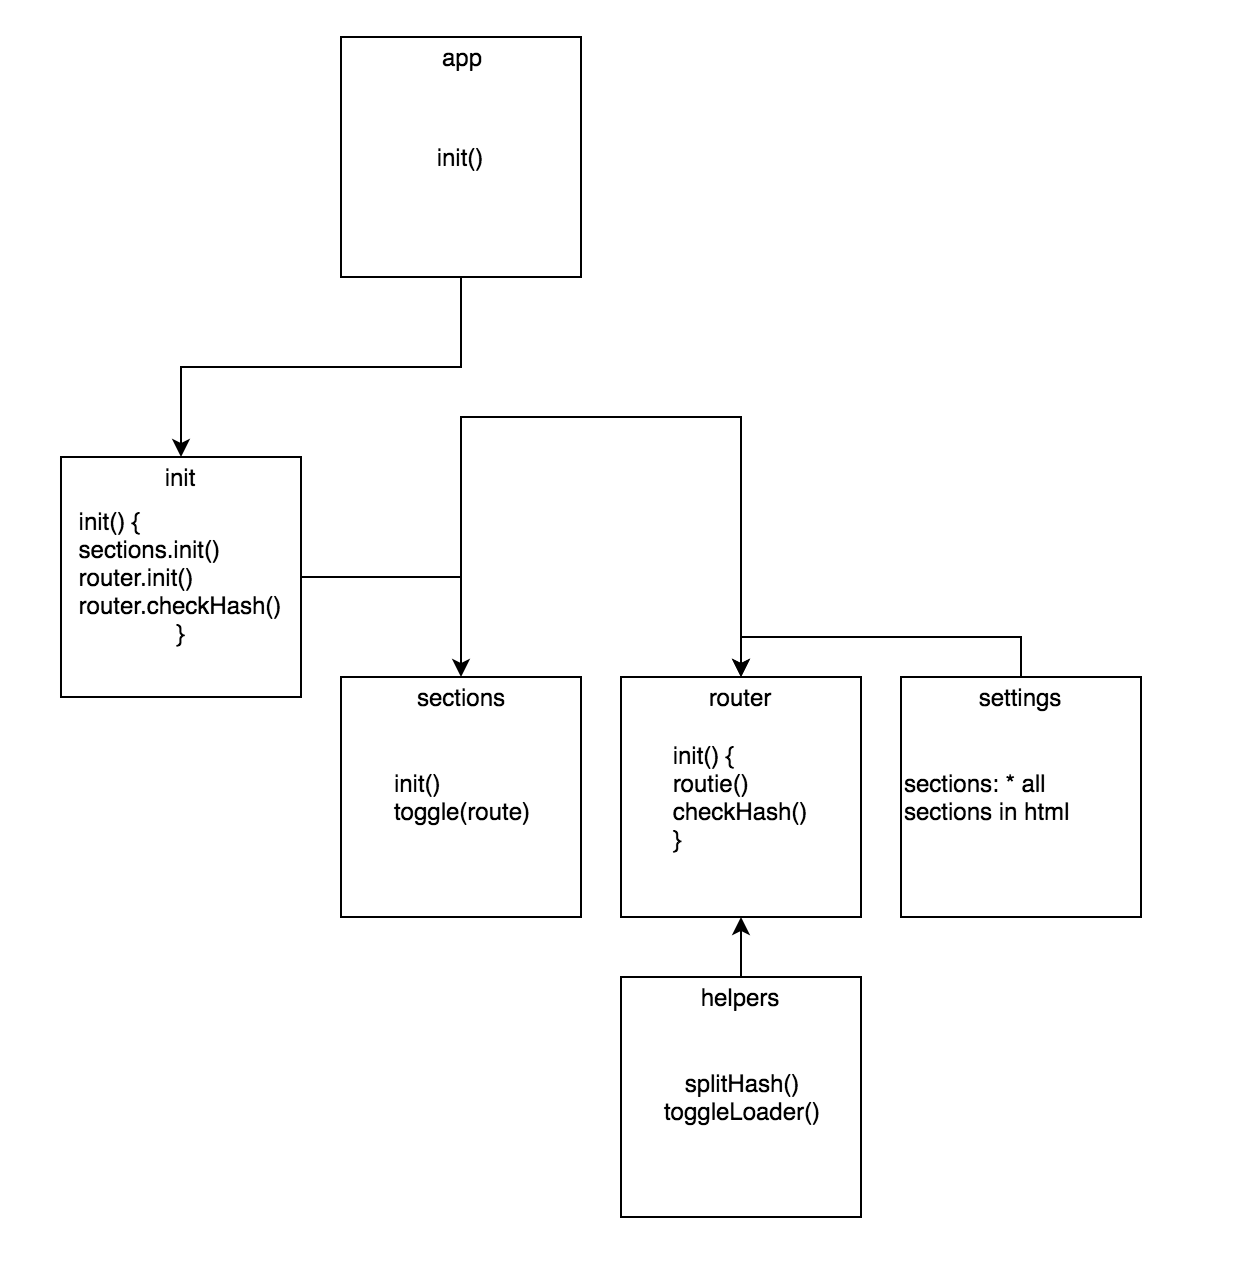 app
init()
init
init() {
sections.init()
router.init()
router.checkHash()
}
sections
init()
toggle(route)
router
init() {
routie()
checkHash()
}
settings
sections: * all
sections in html
helpers
splitHash()
toggleLoader()